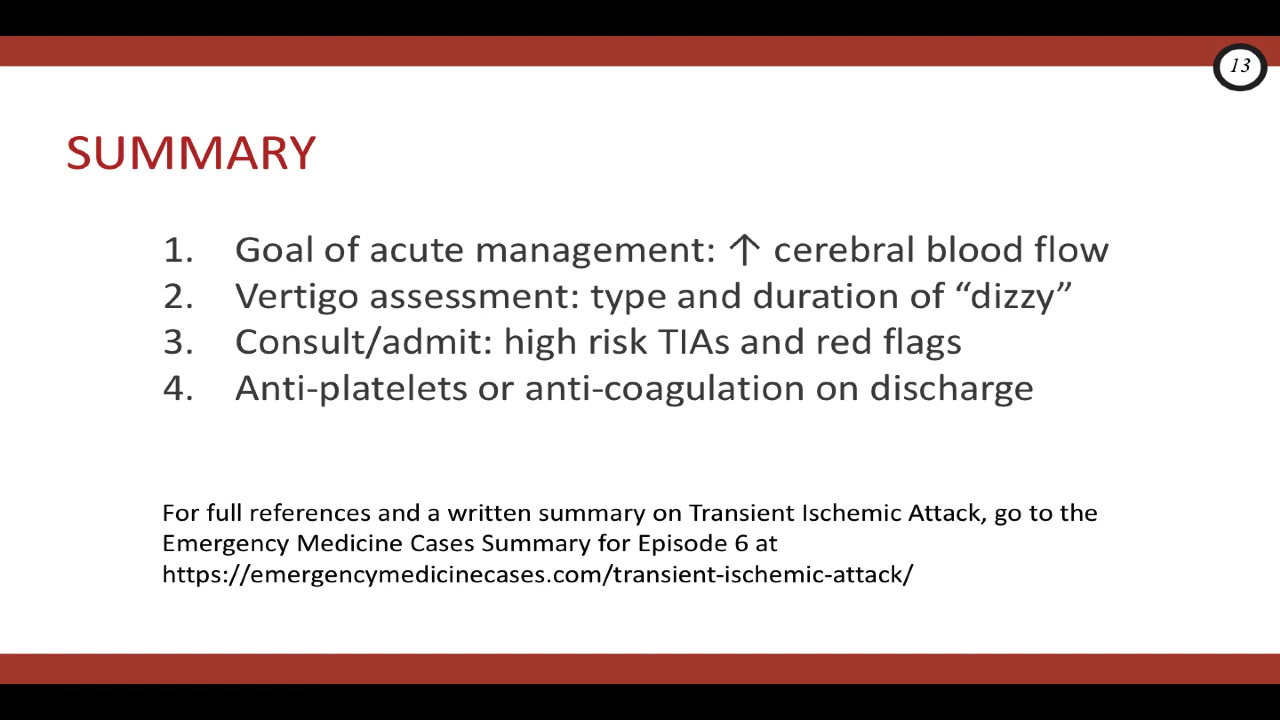 13
SUMMARY
1. Goal of acute management: ↑ cerebral blood flow
2. Vertigo assessment: type and duration of “dizzy”
3. Consult/admit: high risk TIAs and red flags
4. Anti-platelets or anti-coagulation on discharge
For full references and a written summary on Transient Ischemic Attack, go to the
Emergency Medicine Cases Summary for Episode 6 at
https://emergencymedicinecases.com/transient-ischemic-attack/